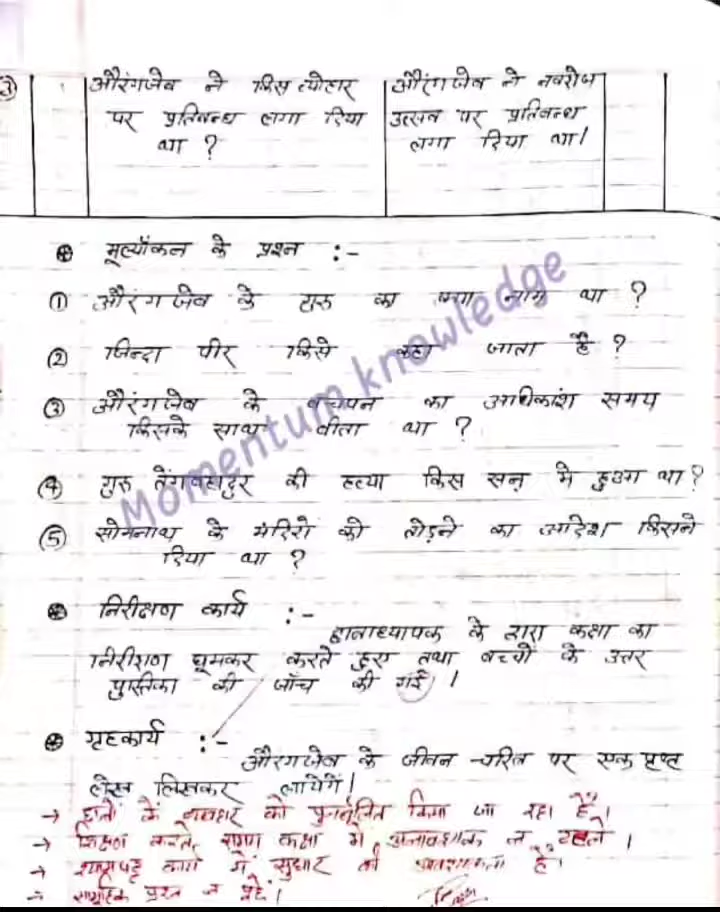 ③
औरंगजेब ने किस त्योहार
पर प्रतिबन्ध लगा दिया
था ?
औरंगजेब ने नवरोज
उत्सव पर प्रतिबन्ध
लगा दिया था।
⊛ मूल्याँकन के प्रश्न :-
① औरंगजेब के गुरु का क्या नाम था ?
② जिन्दा पीर किसे कहा जाता है ?
③ औरंगजेब के बचपन का अधिकांश समय
किसके साथ बीता था ?
④ गुरु तेगबहादुर की हत्या किस सन् मे हुआ था ?
⑤ सोमनाथ के मंदिरो को तोड़ने का आदेश किसने
दिया था ?
Momentum knowledge
⊛ निरीक्षण कार्य :-
छात्राध्यापक के द्वारा कक्षा का
निरीक्षण घूमकर करते हुए तथा बच्चों के उत्तर
पुस्तिका की जाँच की गई ।
⊛ गृहकार्य :-
औरंगजेब के जीवन चरित्र पर एक पृष्ठ
लेख लिखकर लायेगें।
→ छात्रों के व्यवहार को पुनर्बलित किया जा रहा है।
→ शिक्षण करते समय कक्षा में अनावश्यक न टहलें ।
→ श्यामपट्ट कार्य में सुधार की आवश्यकता है।
→ सामूहिक प्रश्न न पूछें।